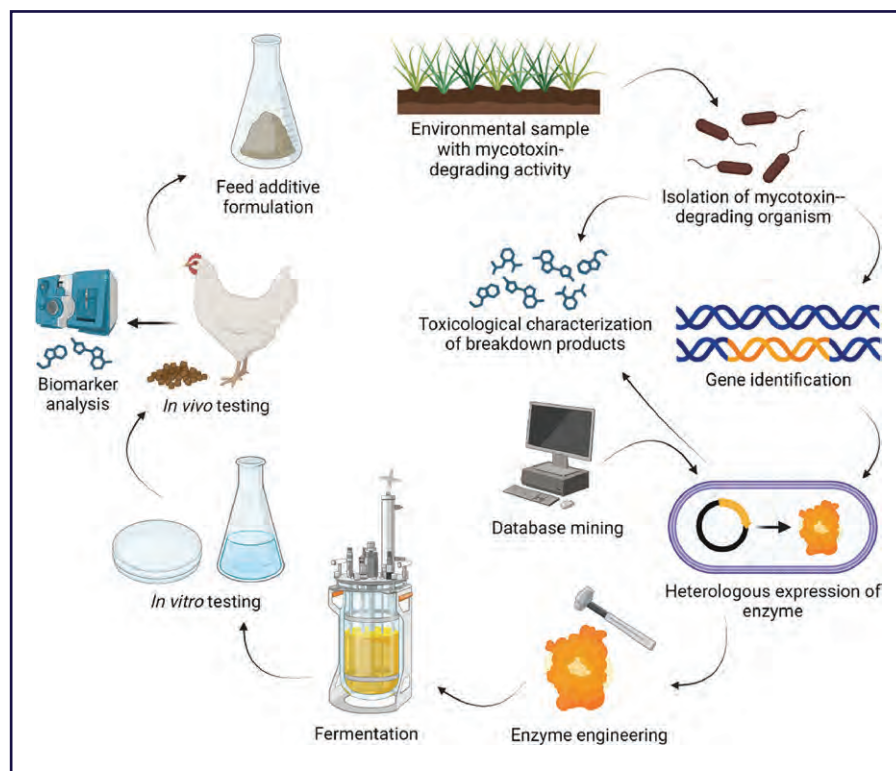 Environmental sample
with mycotoxin-
degrading activity
Isolation of mycotoxin--
degrading organism
Toxicological characterization
of breakdown products
Gene identification
Database mining
Heterologous expression of
enzyme
Enzyme engineering
Fermentation
In vitro testing
In vivo testing
Biomarker
analysis
Feed additive
formulation